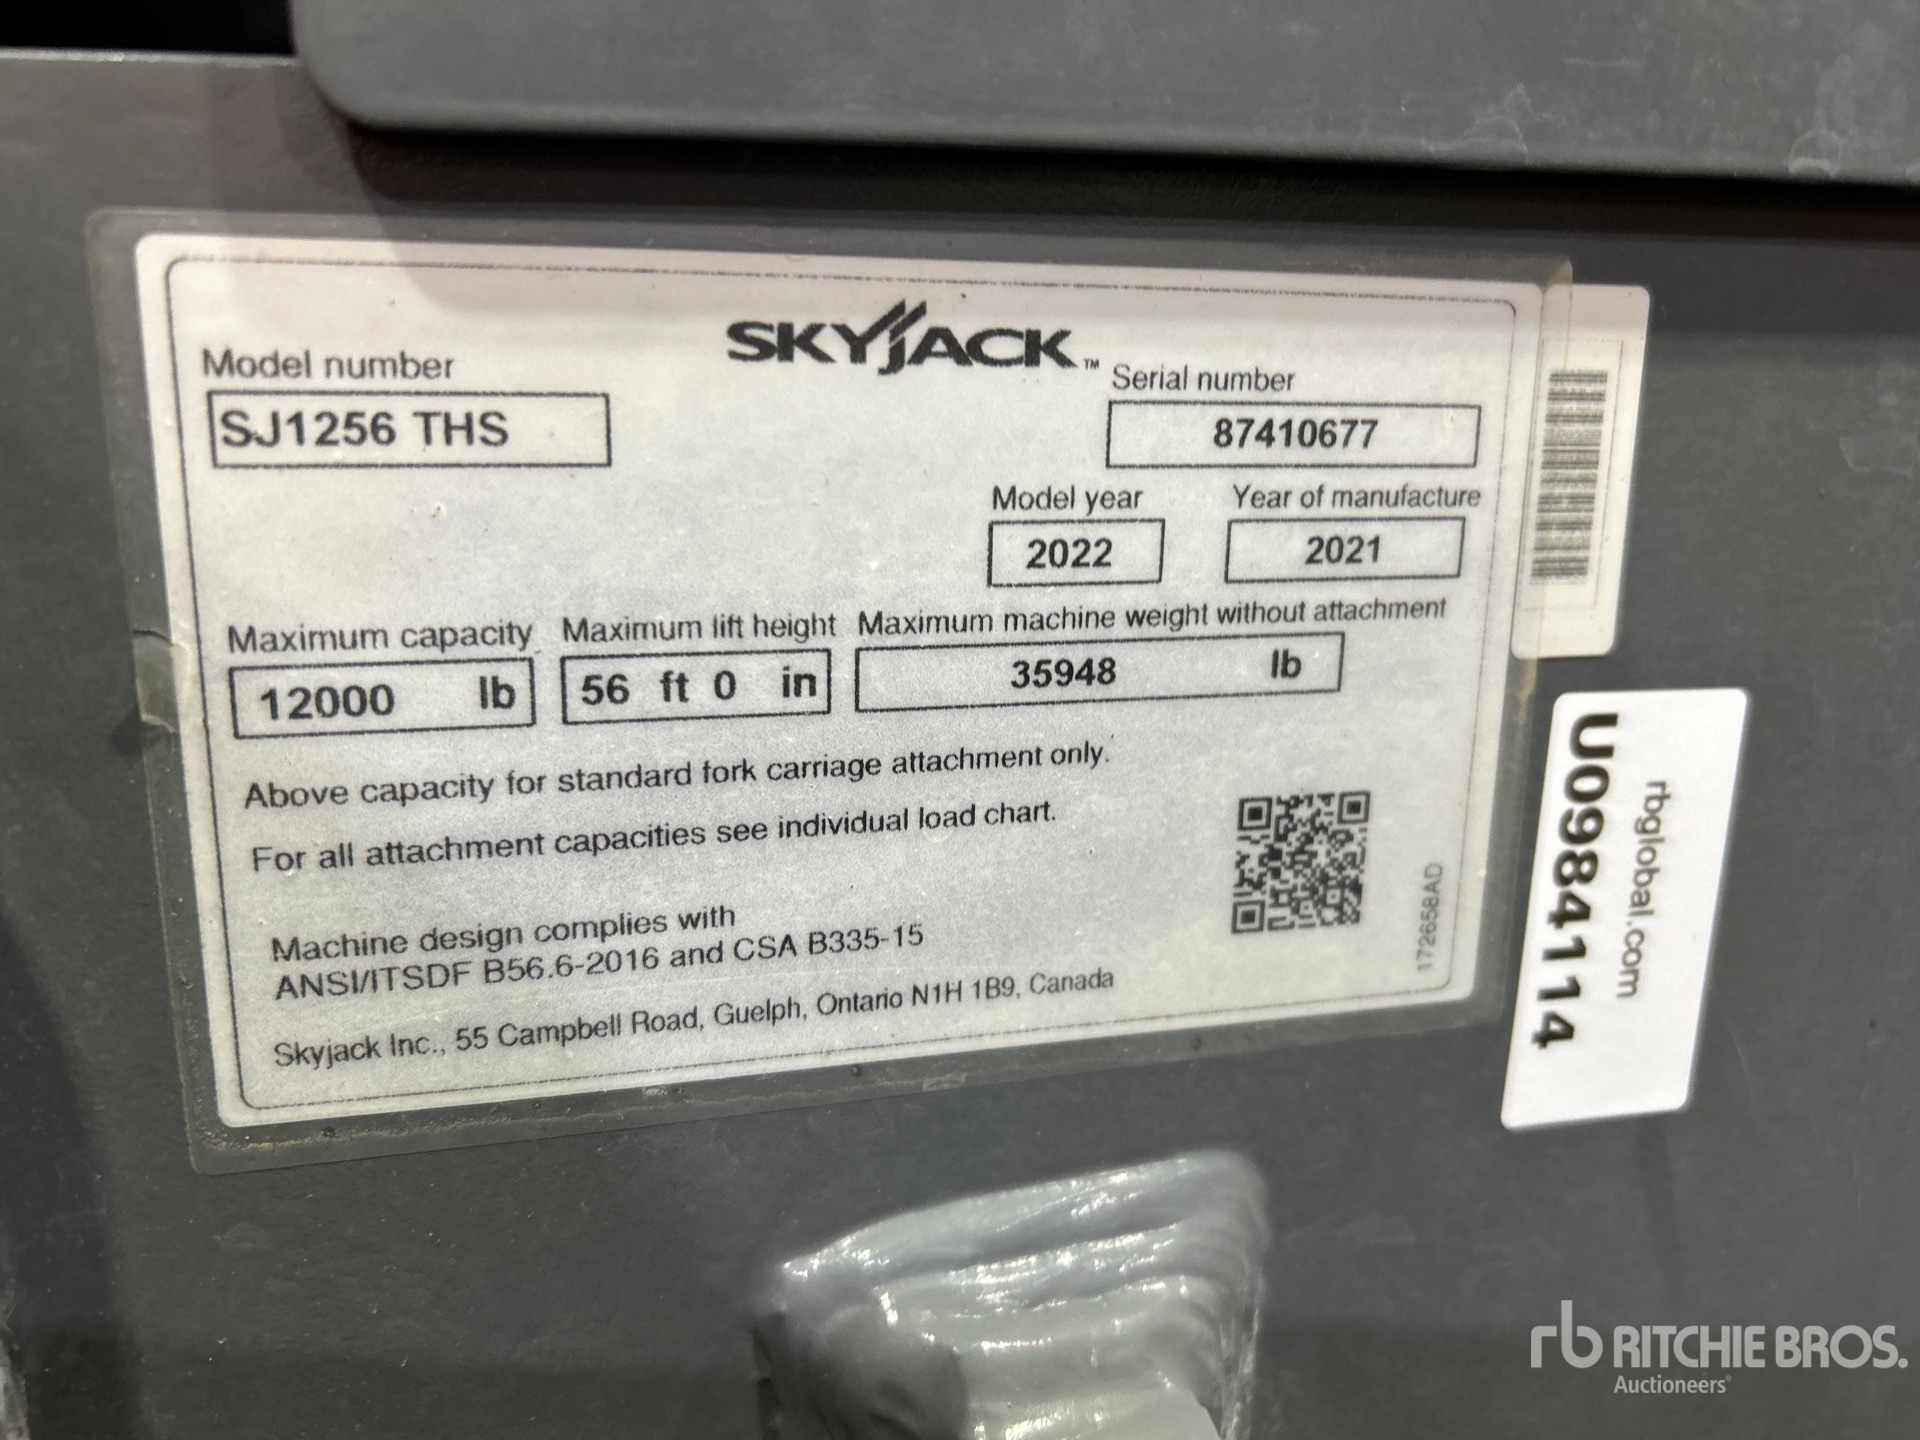 SKYJACK™
Model number
SJ1256 THS
Serial number
87410677
Model year
2022
Year of manufacture
2021
Maximum capacity
12000 lb
Maximum lift height
56 ft 0 in
Maximum machine weight without attachment
35948 lb
Above capacity for standard fork carriage attachment only.
For all attachment capacities see individual load chart.
Machine design complies with
ANSI/ITSDF B56.6-2016 and CSA B335-15
Skyjack Inc., 55 Campbell Road, Guelph, Ontario N1H 1B9, Canada
172658AD
rbglobal.com
U0984114
rb RITCHIE BROS.
Auctioneers®